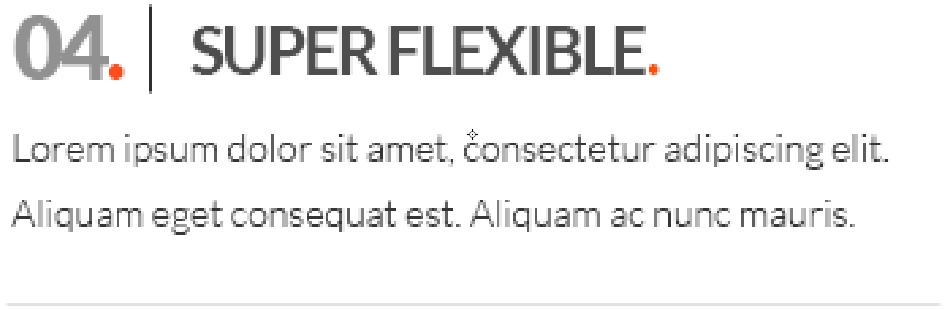 04. | SUPER FLEXIBLE.
Lorem ipsum dolor sit amet, consectetur adipiscing elit.
Aliquam eget consequat est. Aliquam ac nunc mauris.